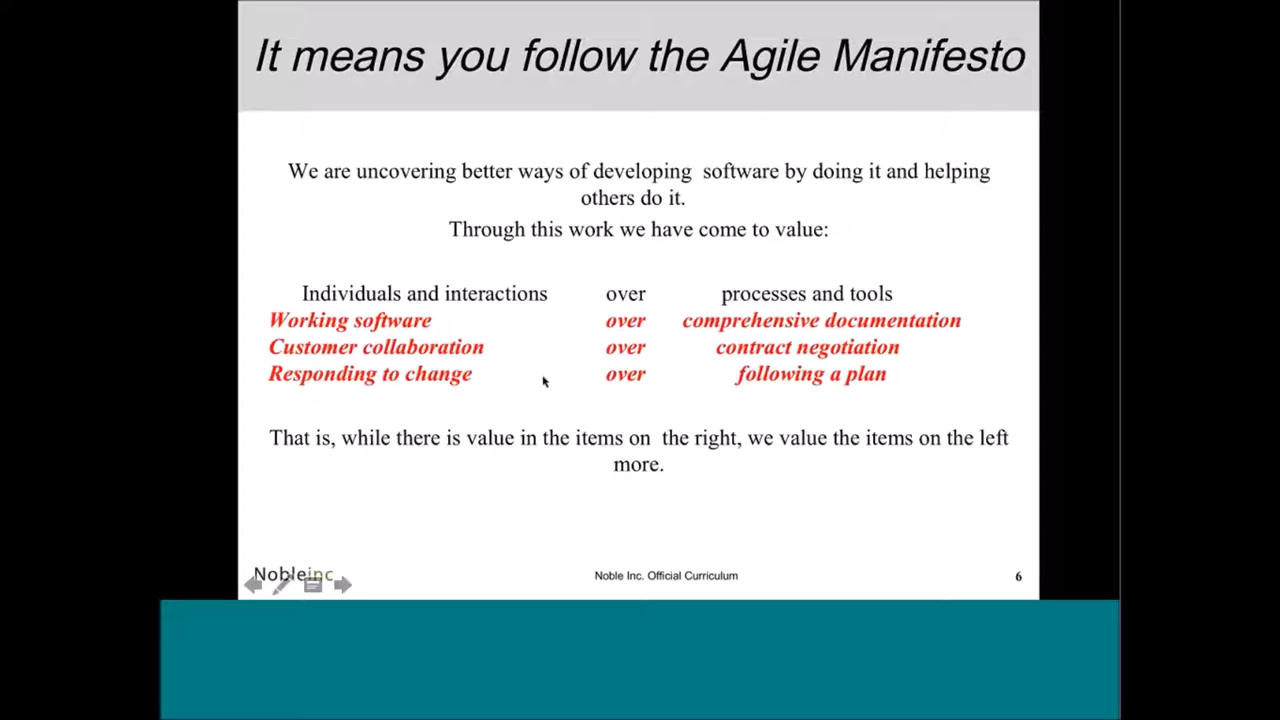 It means you follow the Agile Manifesto
We are uncovering better ways of developing software by doing it and helping
others do it.
Through this work we have come to value:
Individuals and interactions over processes and tools
Working software over comprehensive documentation
Customer collaboration over contract negotiation
Responding to change over following a plan
That is, while there is value in the items on the right, we value the items on the left
more.
Nobleinc Noble Inc. Official Curriculum 6